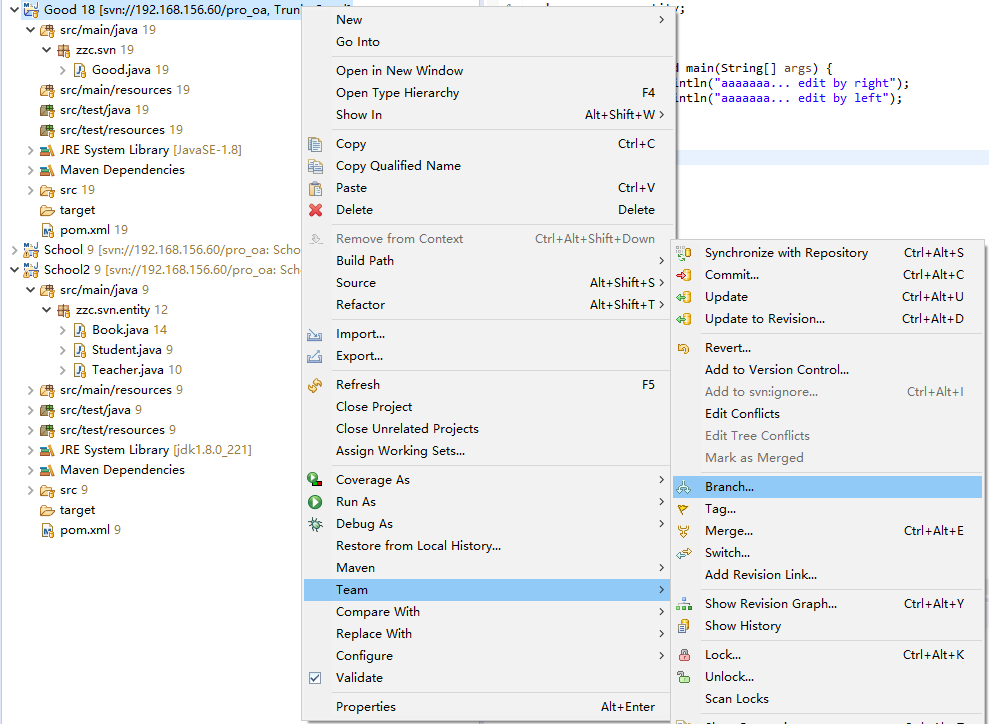 Good 18 [svn://192.168.156.60/pro_oa, Trun
src/main/java 19
zzc.svn 19
Good.java 19
src/main/resources 19
src/test/java 19
src/test/resources 19
JRE System Library [JavaSE-1.8]
Maven Dependencies
src 19
target
pom.xml 19
School 9 [svn://192.168.156.60/pro_oa: Scho
School2 9 [svn://192.168.156.60/pro_oa: Sch
src/main/java 9
zzc.svn.entity 12
Book.java 14
Student.java 9
Teacher.java 10
src/main/resources 9
src/test/java 9
src/test/resources 9
JRE System Library [jdk1.8.0_221]
Maven Dependencies
src 9
target
pom.xml 9
New
Go Into
Open in New Window
Open Type Hierarchy F4
Show In Alt+Shift+W
Copy Ctrl+C
Copy Qualified Name
Paste Ctrl+V
Delete Delete
Remove from Context Ctrl+Alt+Shift+Down
Build Path
Source Alt+Shift+S
Refactor Alt+Shift+T
Import...
Export...
Refresh F5
Close Project
Close Unrelated Projects
Assign Working Sets...
Coverage As
Run As
Debug As
Restore from Local History...
Maven
Team
Compare With
Replace With
Configure
Validate
Properties Alt+Enter
main(String[] args) {
intln("aaaaaaa... edit by right");
intln("aaaaaaa... edit by left");
Synchronize with Repository Ctrl+Alt+S
Commit... Ctrl+Alt+C
Update Ctrl+Alt+U
Update to Revision... Ctrl+Alt+D
Revert...
Add to Version Control...
Add to svn:ignore... Ctrl+Alt+I
Edit Conflicts
Edit Tree Conflicts
Mark as Merged
Branch...
Tag...
Merge... Ctrl+Alt+E
Switch...
Add Revision Link...
Show Revision Graph... Ctrl+Alt+Y
Show History
Lock... Ctrl+Alt+K
Unlock...
Scan Locks